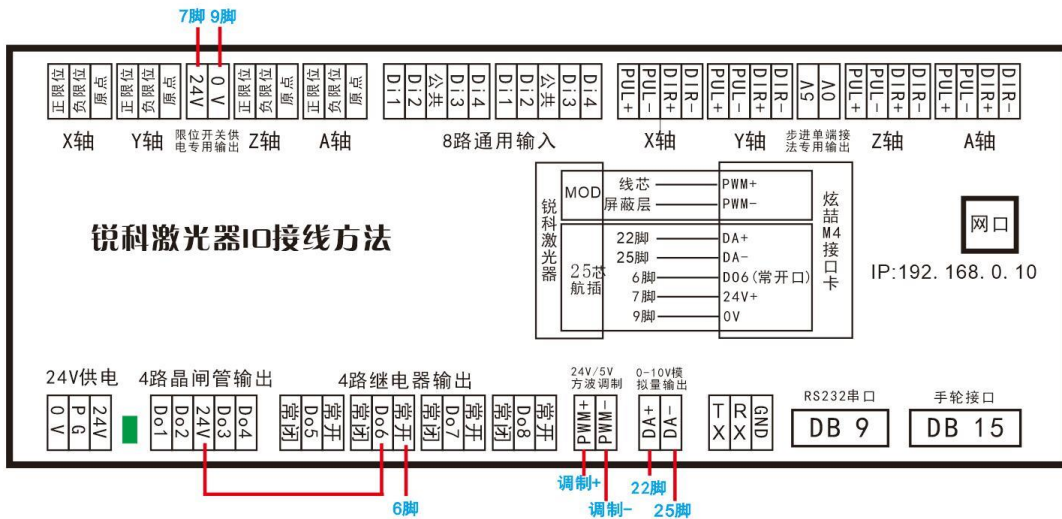 7脚 9脚
正限位 负限位 原点 正限位 负限位 原点 24V 0V 正限位 负限位 原点 正限位 负限位 原点 Di1 Di2 公共 Di3 Di4 Di1 Di2 公共 Di3 Di4 PUL+ PUL- DIR+ DIR- PUL+ PUL- DIR+ DIR- 5V 0V PUL+ PUL- DIR+ DIR- PUL+ PUL- DIR+ DIR-
X轴 Y轴 限位开关供 Z轴 A轴 8路通用输入 X轴 Y轴 步进单端接 Z轴 A轴
电专用输出 法专用输出
锐科激光器IO接线方法
锐科激光器
MOD
线芯 PWM+
屏蔽层 PWM-
25芯
航插
22脚 DA+
25脚 DA-
6脚 DO6(常开口)
7脚 24V+
9脚 0V
炫喆M4接口卡
网口
IP:192.168.0.10
24V供电 4路晶闸管输出 4路继电器输出
24V/5V
方波调制
0-10V模
拟量输出
RS232串口 手轮接口
0V PG 24V Do1 Do2 24V Do3 Do4 常闭 Do5 常开 常闭 Do6 常开 常闭 Do7 常开 常闭 Do8 常开 PWM+ PWM- DA+ DA- TX RX GND DB 9 DB 15
6脚 调制+ 调制- 22脚 25脚